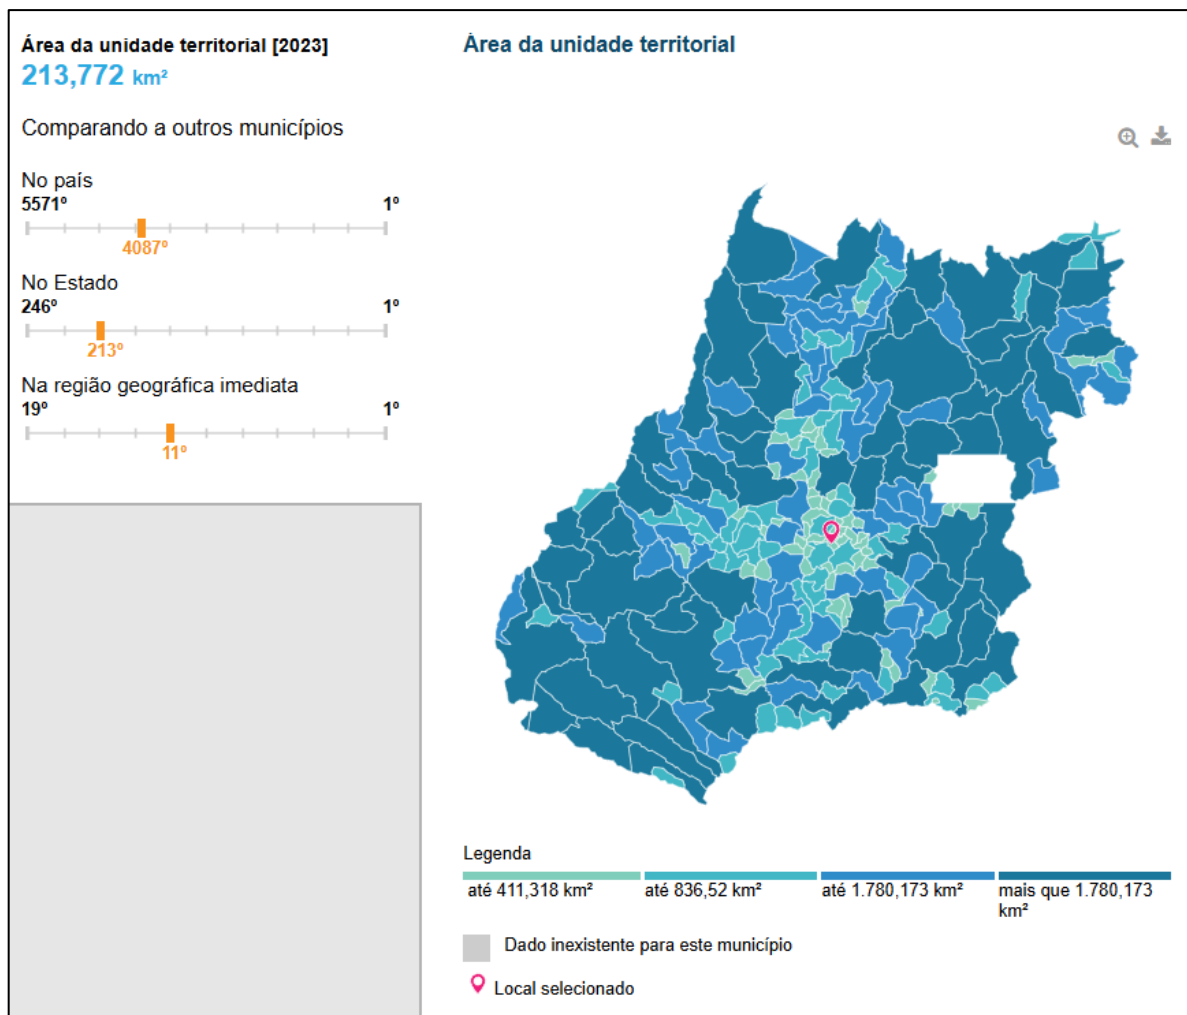 Área da unidade territorial [2023]
213,772 km²
Comparando a outros municípios
No país
5571º 1º
4087º
No Estado
246º 1º
213º
Na região geográfica imediata
19º 1º
11º
Área da unidade territorial
Legenda
até 411,318 km² até 836,52 km² até 1.780,173 km² mais que 1.780,173
km²
Dado inexistente para este município
Local selecionado